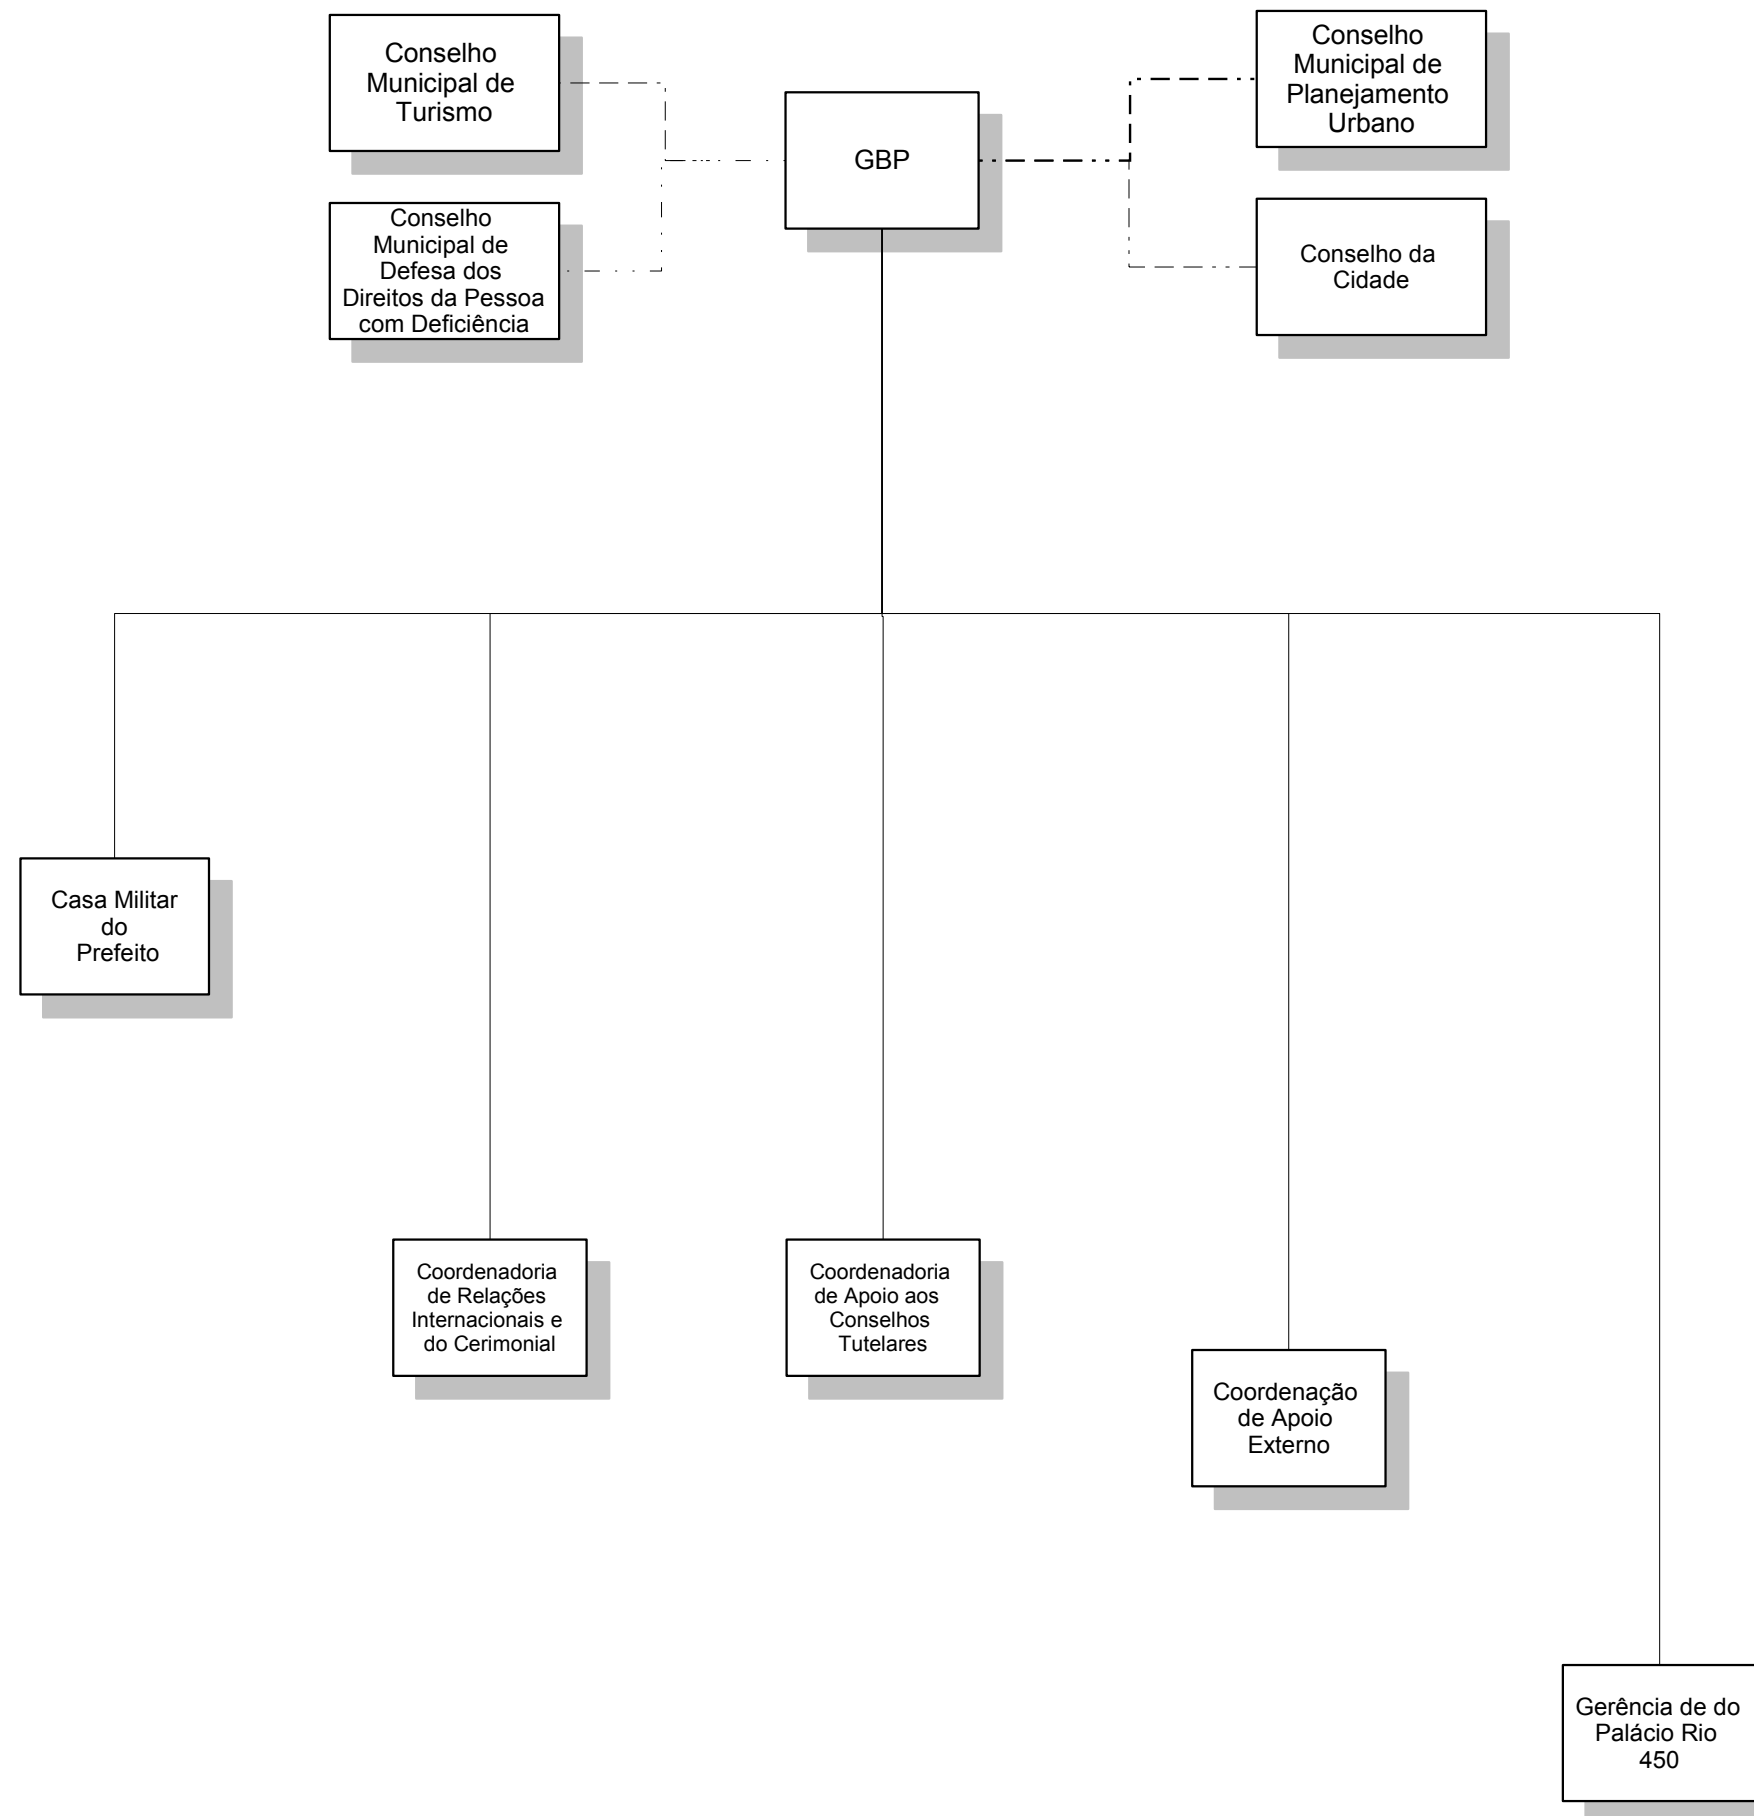 Conselho
Municipal de
Turismo
GBP
Conselho
Municipal de
Planejamento
Urbano
Conselho
Municipal de
Defesa dos
Direitos da Pessoa
com Deficiência
Conselho da
Cidade
Casa Militar
do
Prefeito
Coordenadoria
de Relações
Internacionais e
do Cerimonial
Coordenadoria
de Apoio aos
Conselhos
Tutelares
Coordenação
de Apoio
Externo
Gerência de do
Palácio Rio
450